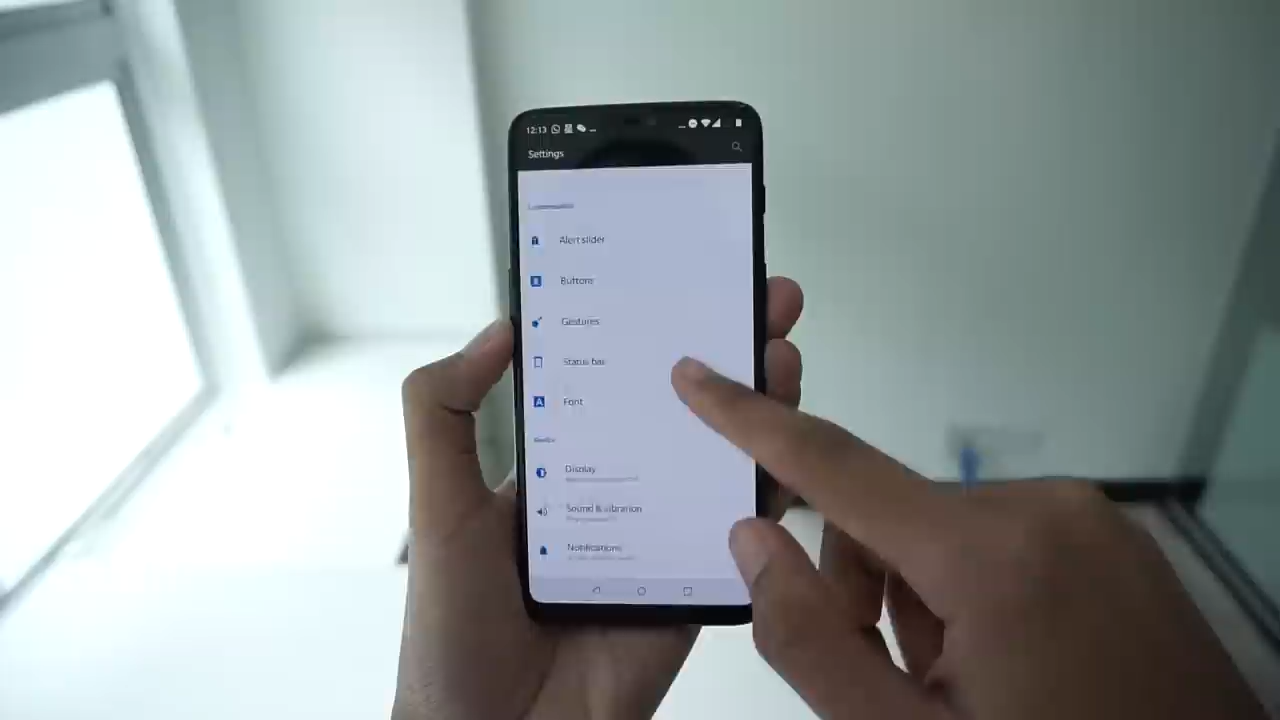 12:13
Settings
Alert slider
Buttons
Gestures
Status bar
Font
Display
Sound & vibration
Notifications